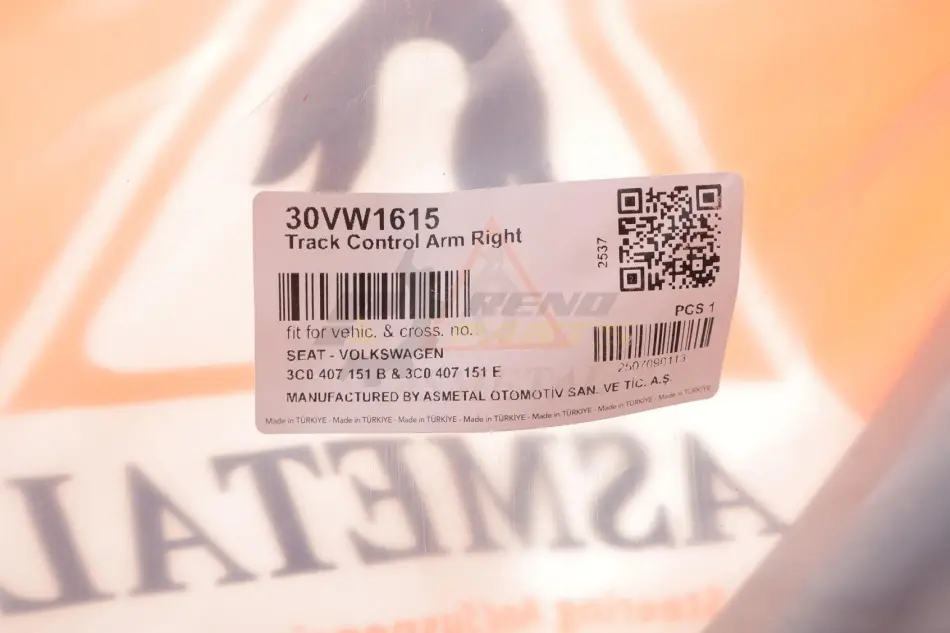 30VW1615
Track Control Arm Right
2537
RENO
fit for vehic. & cross. no.:
PCS 1
SEAT - VOLKSWAGEN
3C0 407 151 B & 3C0 407 151 E
2507090113
MANUFACTURED BY ASMETAL OTOMOTİV SAN. VE TİC. A.Ş.
Made in TÜRKİYE - Made in TÜRKİYE - Made in TÜRKİYE - Made in TÜRKİYE - Made in TÜRKİYE - Made in TÜRKİYE - Made in TÜRKİYE
ASMETAL